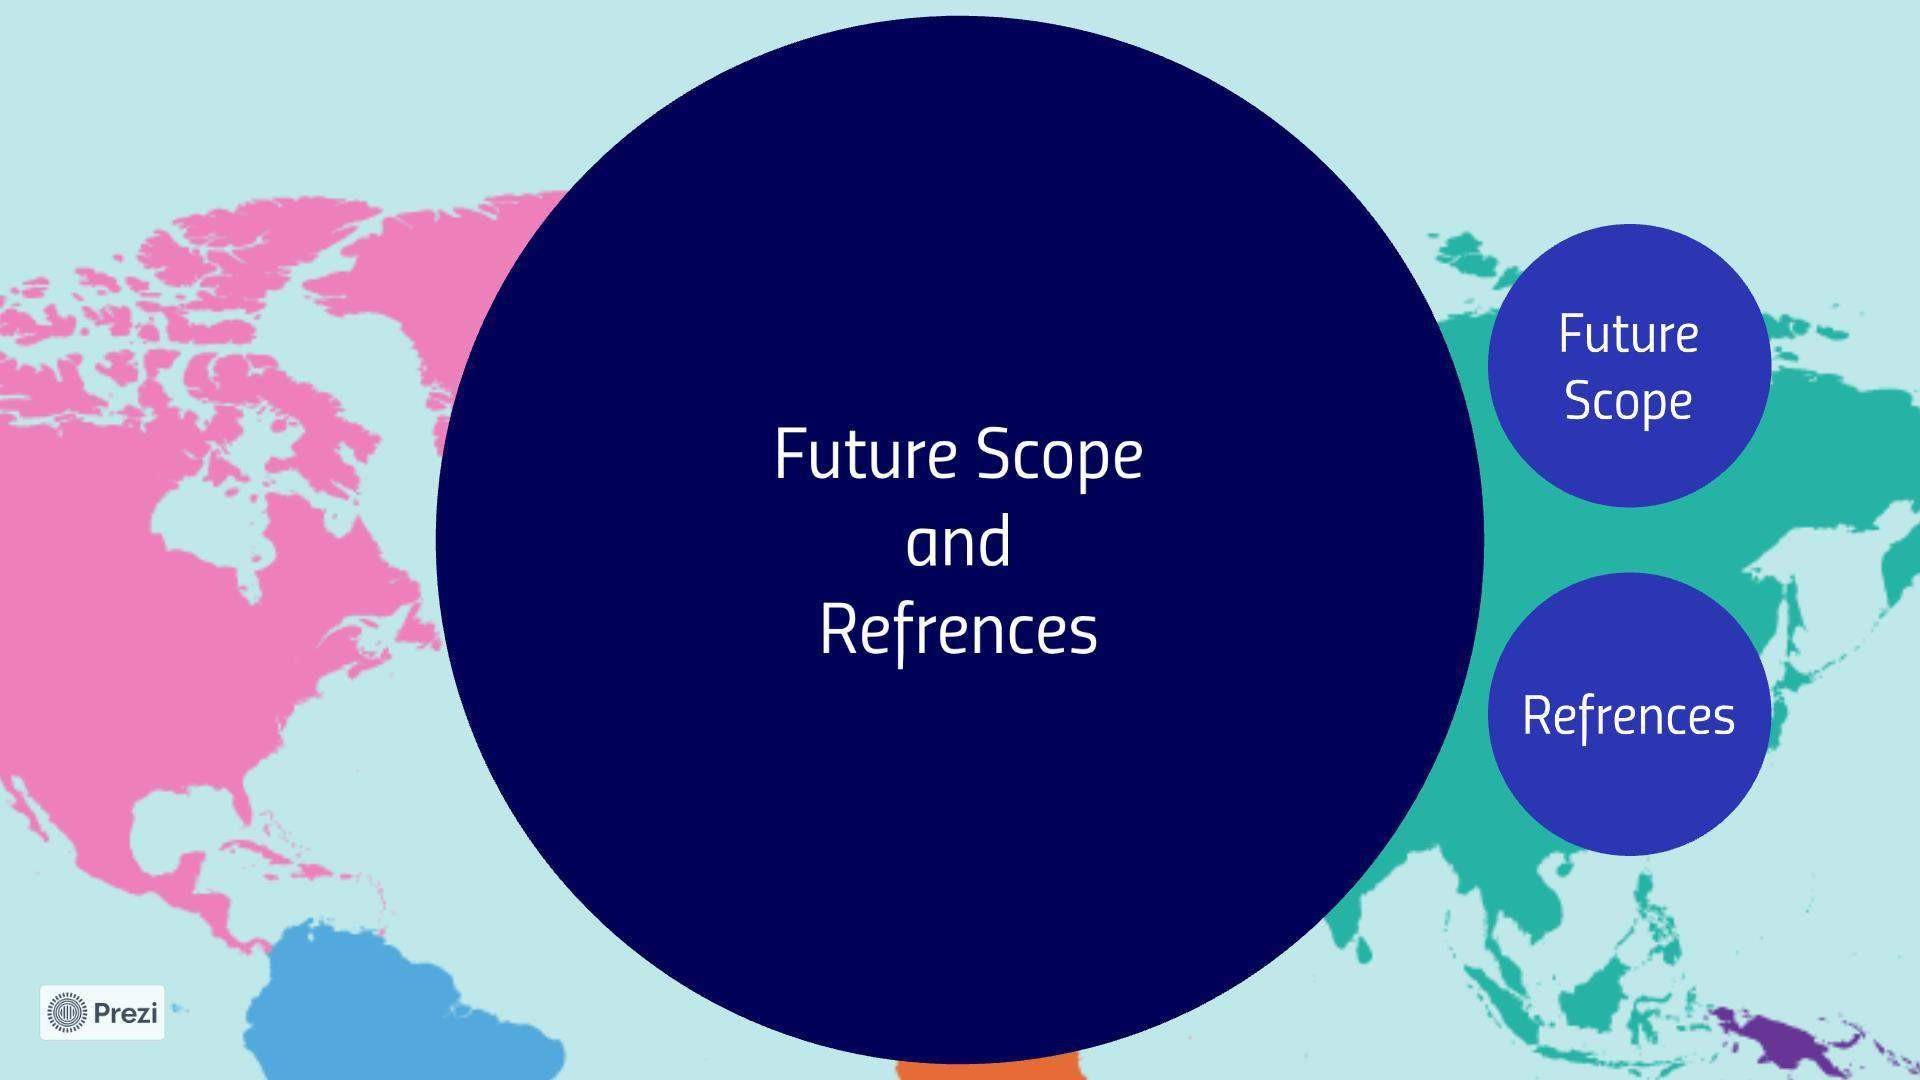 Future Scope
and
Refrences
Future
Scope
Refrences
Prezi